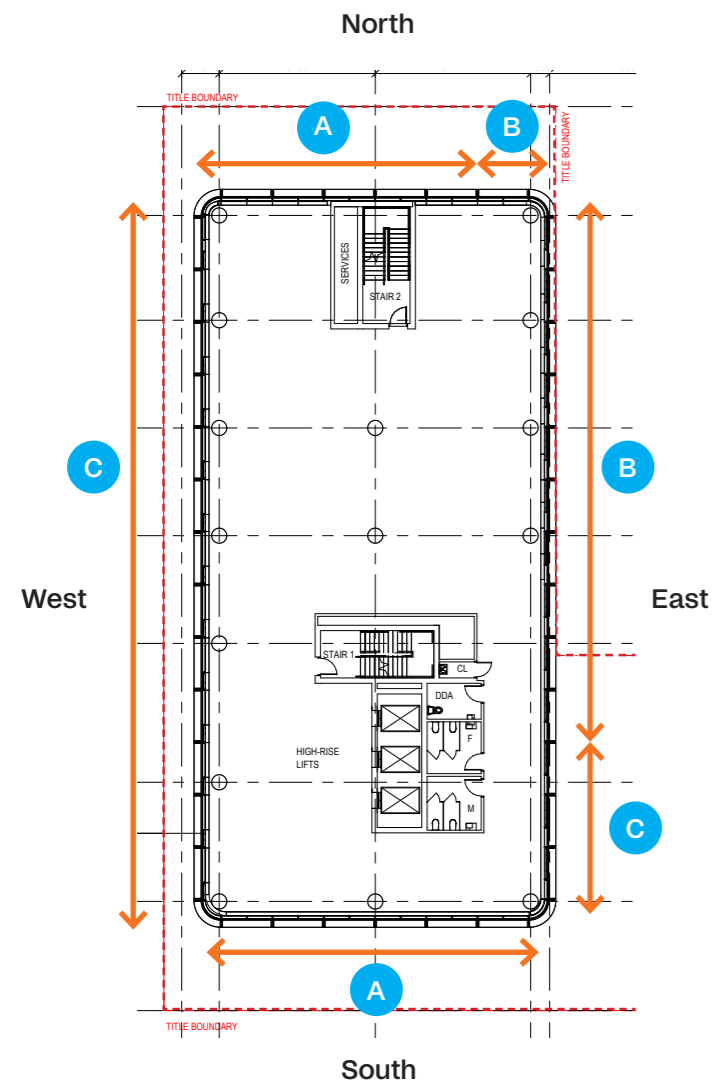 North
TITLE BOUNDARY
A
B
TITLE BOUNDARY
SERVICES
STAIR 2
C
B
West
East
STAIR 1
CL
DDA
F
HIGH-RISE
LIFTS
M
C
A
TITLE BOUNDARY
South